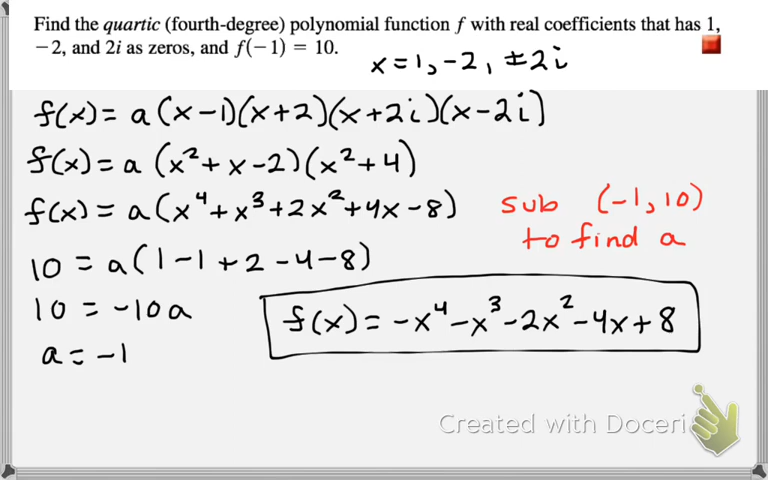 Find the quartic (fourth-degree) polynomial function f with real coefficients that has 1,
−2, and 2i as zeros, and f(−1) = 10.
x = 1, −2, ±2i
f(x) = a(x−1)(x+2)(x+2i)(x−2i)
f(x) = a(x²+x−2)(x²+4)
f(x) = a(x⁴+x³+2x²+4x−8)
sub (−1, 10)
to find a
10 = a(1−1+2−4−8)
10 = −10a
f(x) = −x⁴−x³−2x²−4x+8
a = −1
Created with Doceri